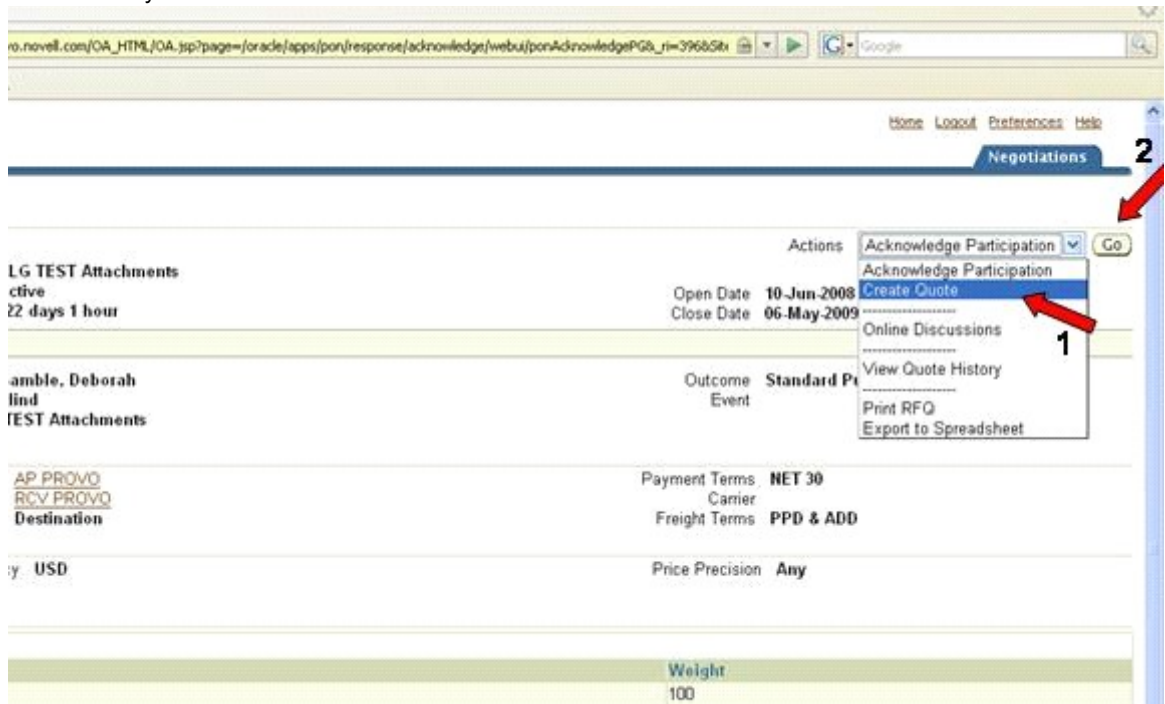 vo.novell.com/OA_HTML/OA.jsp?page=/oracle/apps/pon/response/acknowledge/webui/ponAcknowledgePG&_ri=396&Site Google
Home Logout Preferences Help
Negotiations 2
Actions Acknowledge Participation Go
LG TEST Attachments Acknowledge Participation
ctive Open Date 10-Jun-2008 Create Quote
22 days 1 hour Close Date 06-May-2009 --------------------
Online Discussions 1
--------------------
View Quote History
amble, Deborah Outcome Standard Pu --------------------
lind Event Print RFQ
TEST Attachments Export to Spreadsheet
AP PROVO Payment Terms NET 30
RCV PROVO Carrier
Destination Freight Terms PPD & ADD
cy USD Price Precision Any
Weight
100